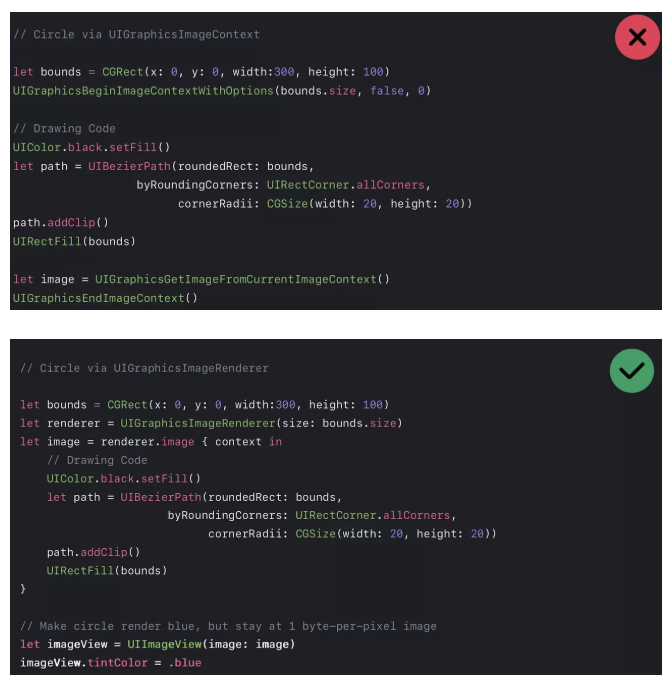 // Circle via UIGraphicsImageContext
let bounds = CGRect(x: 0, y: 0, width:300, height: 100)
UIGraphicsBeginImageContextWithOptions(bounds.size, false, 0)
// Drawing Code
UIColor.black.setFill()
let path = UIBezierPath(roundedRect: bounds,
byRoundingCorners: UIRectCorner.allCorners,
cornerRadii: CGSize(width: 20, height: 20))
path.addClip()
UIRectFill(bounds)
let image = UIGraphicsGetImageFromCurrentImageContext()
UIGraphicsEndImageContext()
// Circle via UIGraphicsImageRenderer
let bounds = CGRect(x: 0, y: 0, width:300, height: 100)
let renderer = UIGraphicsImageRenderer(size: bounds.size)
let image = renderer.image { context in
// Drawing Code
UIColor.black.setFill()
let path = UIBezierPath(roundedRect: bounds,
byRoundingCorners: UIRectCorner.allCorners,
cornerRadii: CGSize(width: 20, height: 20))
path.addClip()
UIRectFill(bounds)
}
// Make circle render blue, but stay at 1 byte-per-pixel image
let imageView = UIImageView(image: image)
imageView.tintColor = .blue